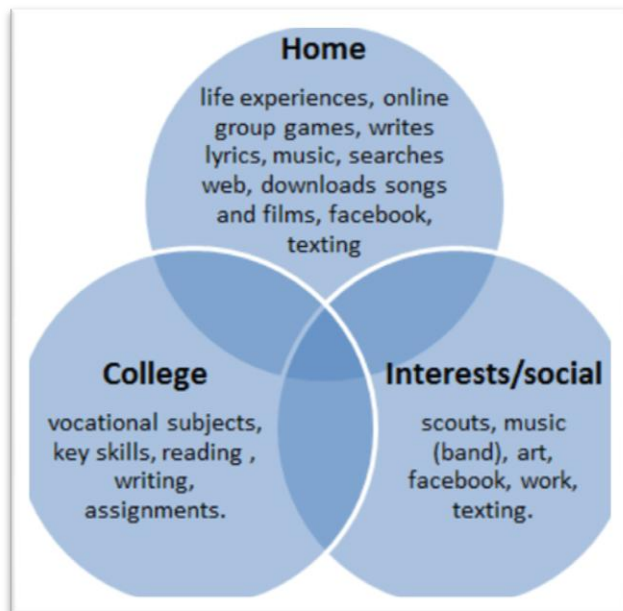 Home
life experiences, online
group games, writes
lyrics, music, searches
web, downloads songs
and films, facebook,
texting
College
vocational subjects,
key skills, reading ,
writing,
assignments.
Interests/social
scouts, music
(band), art,
facebook, work,
texting.